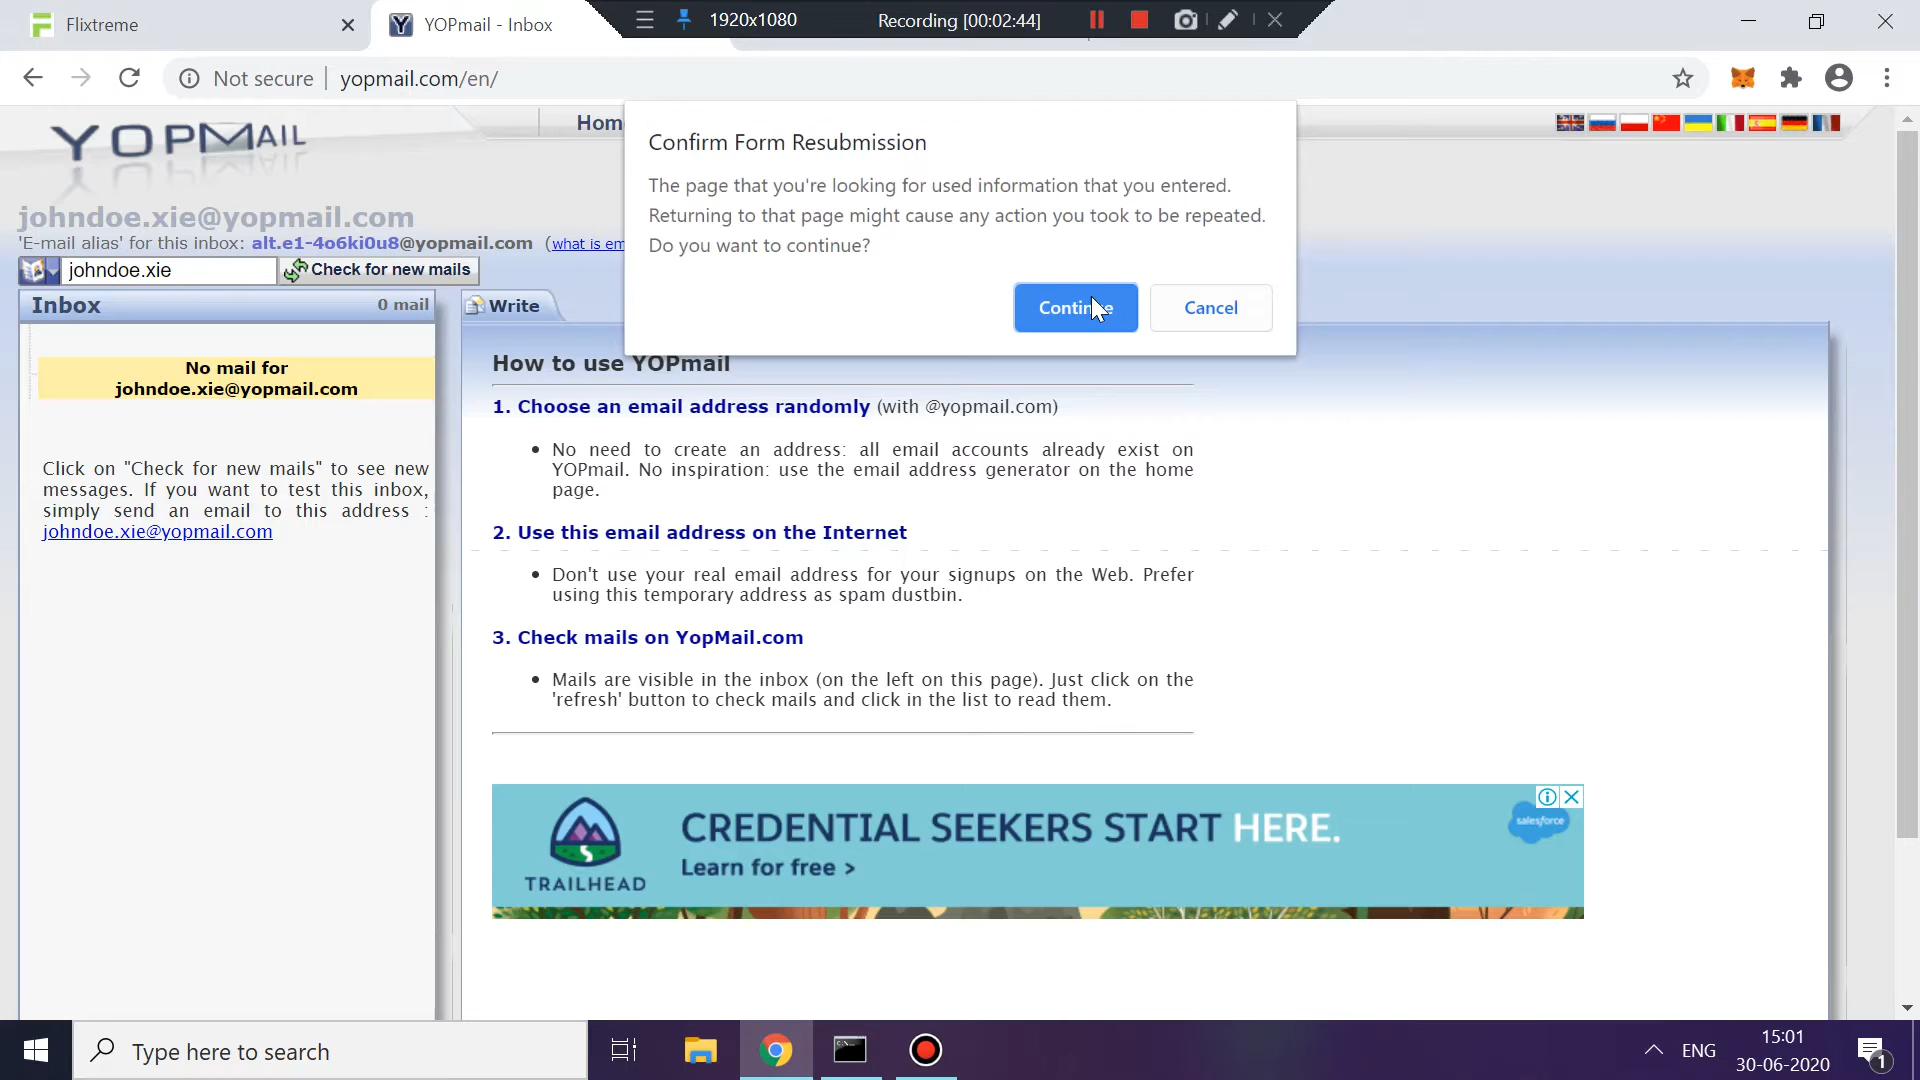 Flixtreme
YOPmail - Inbox
1920x1080
Recording [00:02:44]
Not secure
yopmail.com/en/
YOPMAIL
Hom
Confirm Form Resubmission
The page that you're looking for used information that you entered.
Returning to that page might cause any action you took to be repeated.
Do you want to continue?
Continue
Cancel
johndoe.xie@yopmail.com
'E-mail alias' for this inbox: alt.e1-4o6ki0u8@yopmail.com (what is em
johndoe.xie
Check for new mails
Inbox
0 mail
Write
No mail for
johndoe.xie@yopmail.com
Click on "Check for new mails" to see new
messages. If you want to test this inbox,
simply send an email to this address :
johndoe.xie@yopmail.com
How to use YOPmail
1. Choose an email address randomly (with @yopmail.com)
• No need to create an address: all email accounts already exist on
YOPmail. No inspiration: use the email address generator on the home
page.
2. Use this email address on the Internet
• Don't use your real email address for your signups on the Web. Prefer
using this temporary address as spam dustbin.
3. Check mails on YopMail.com
• Mails are visible in the inbox (on the left on this page). Just click on the
'refresh' button to check mails and click in the list to read them.
CREDENTIAL SEEKERS START HERE.
Learn for free >
TRAILHEAD
salesforce
Type here to search
ENG
15:01
30-06-2020
1